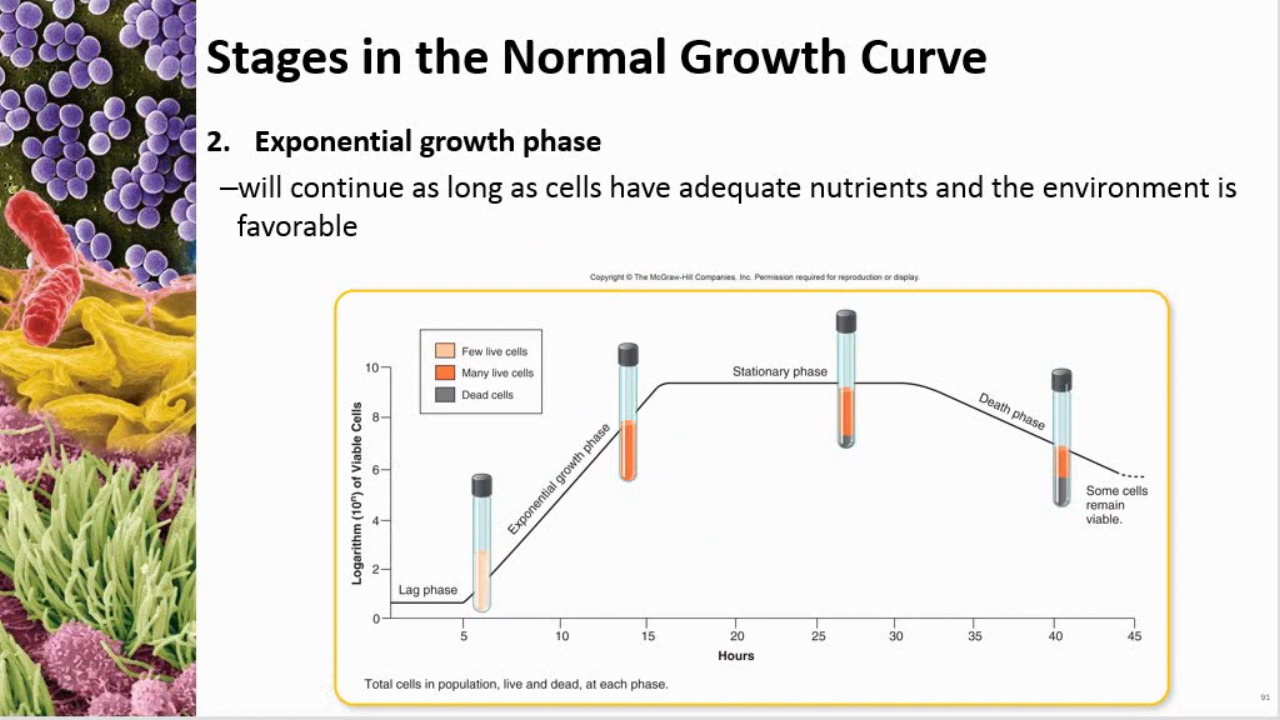 Stages in the Normal Growth Curve
2. Exponential growth phase
–will continue as long as cells have adequate nutrients and the environment is
favorable
Copyright © The McGraw-Hill Companies, Inc. Permission required for reproduction or display.
Few live cells
Many live cells
Dead cells
Logarithm (10ⁿ) of Viable Cells
10
8
6
4
2
0
Lag phase
Exponential growth phase
Stationary phase
Death phase
Some cells
remain
viable.
5 10 15 20 25 30 35 40 45
Hours
Total cells in population, live and dead, at each phase.
91